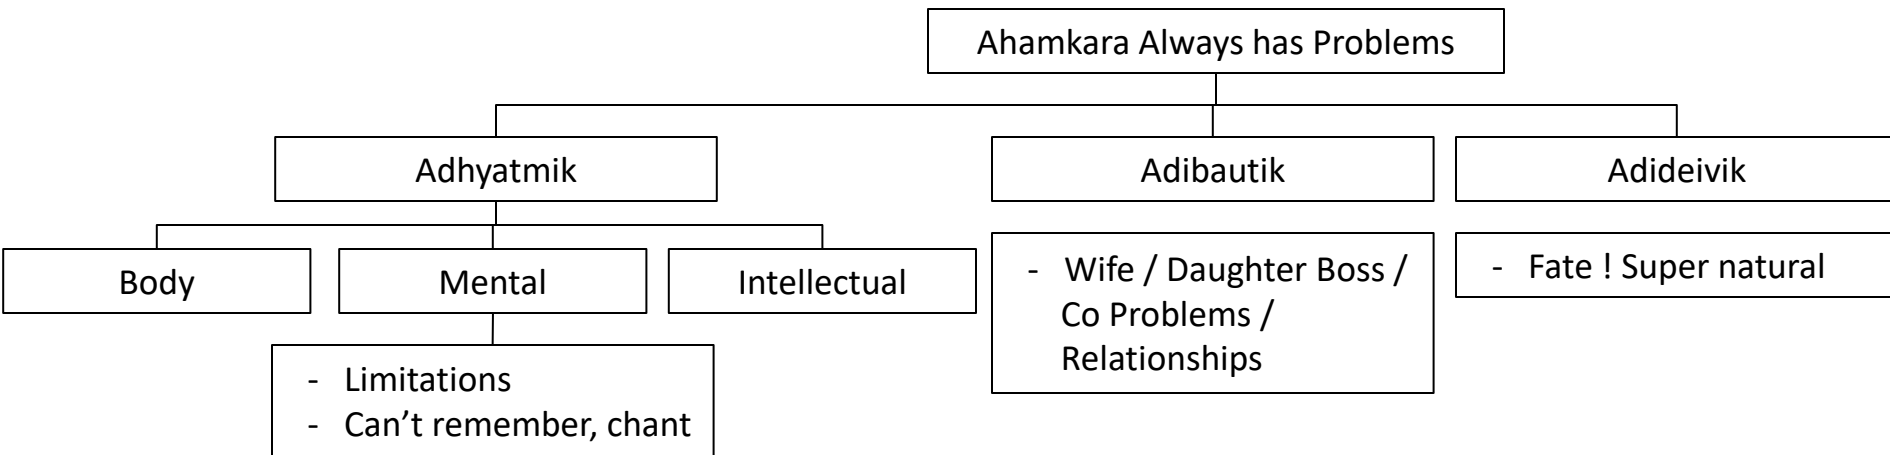 Ahamkara Always has Problems
Adhyatmik
Adibautik
Adideivik
Body
Mental
Intellectual
- Wife / Daughter Boss /
Co Problems /
Relationships
- Fate ! Super natural
- Limitations
- Can’t remember, chant